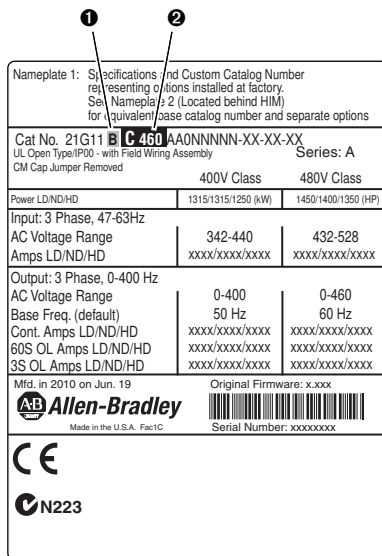 ❶ ❷
Nameplate 1: Specifications and Custom Catalog Number
representing options installed at factory.
See Nameplate 2 (Located behind HIM)
for equivalent base catalog number and separate options
Cat No. 21G11 B C 460 AA0NNNNN-XX-XX-XX
UL Open Type/IP00 - with Field Wiring Assembly Series: A
CM Cap Jumper Removed
400V Class 480V Class
Power LD/ND/HD 1315/1315/1250 (kW) 1450/1400/1350 (HP)
Input: 3 Phase, 47-63Hz
AC Voltage Range 342-440 432-528
Amps LD/ND/HD xxxx/xxxx/xxxx xxxx/xxxx/xxxx
Output: 3 Phase, 0-400 Hz
AC Voltage Range 0-400 0-460
Base Freq. (default) 50 Hz 60 Hz
Cont. Amps LD/ND/HD xxxx/xxxx/xxxx xxxx/xxxx/xxxx
60S OL Amps LD/ND/HD xxxx/xxxx/xxxx xxxx/xxxx/xxxx
3S OL Amps LD/ND/HD xxxx/xxxx/xxxx xxxx/xxxx/xxxx
Mfd. in 2010 on Jun. 19 Original Firmware: x.xxx
AB Allen-Bradley
Made in the U.S.A. Fac1C Serial Number: xxxxxxxx
CE
N223